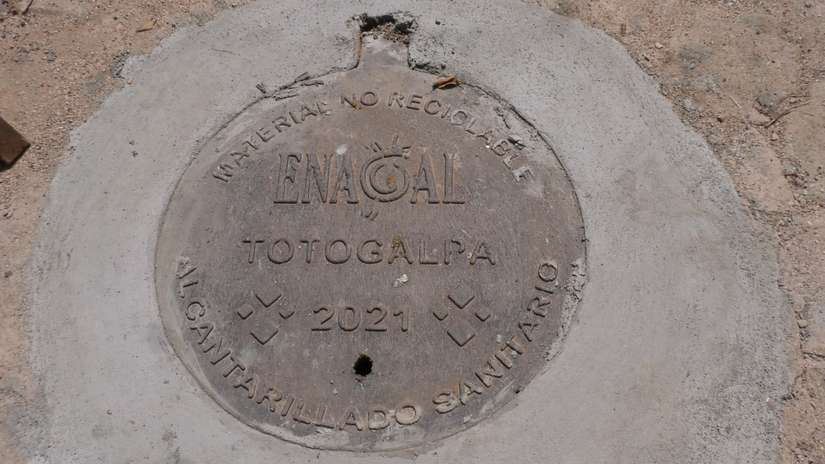 MATERIAL NO RECICLABLE
ENACAL
TOTOGALPA
2021
ALCANTARILLADO SANITARIO